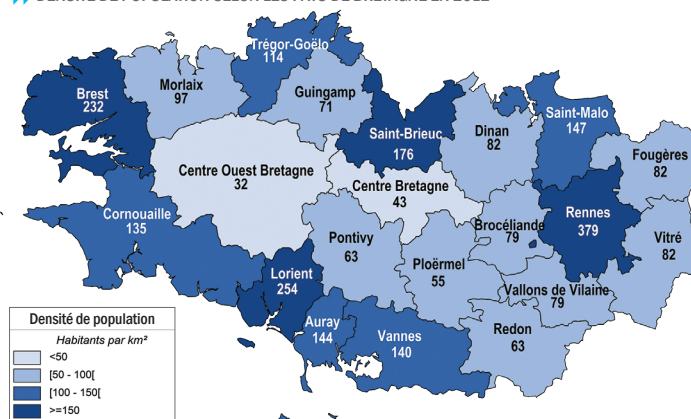 Trégor-Goëlo
114
Morlaix
97
Brest
232
Guingamp
71
Saint-Brieuc
176
Dinan
82
Saint-Malo
147
Fougères
82
Centre Ouest Bretagne
32
Centre Bretagne
43
Cornouaille
135
Pontivy
63
Brocéliande
79
Rennes
379
Vitré
82
Ploërmel
55
Lorient
254
Vallons de Vilaine
79
Auray
144
Vannes
140
Redon
63
Densité de population
Habitants par km²
<50
[50 - 100[
[100 - 150[
>=150